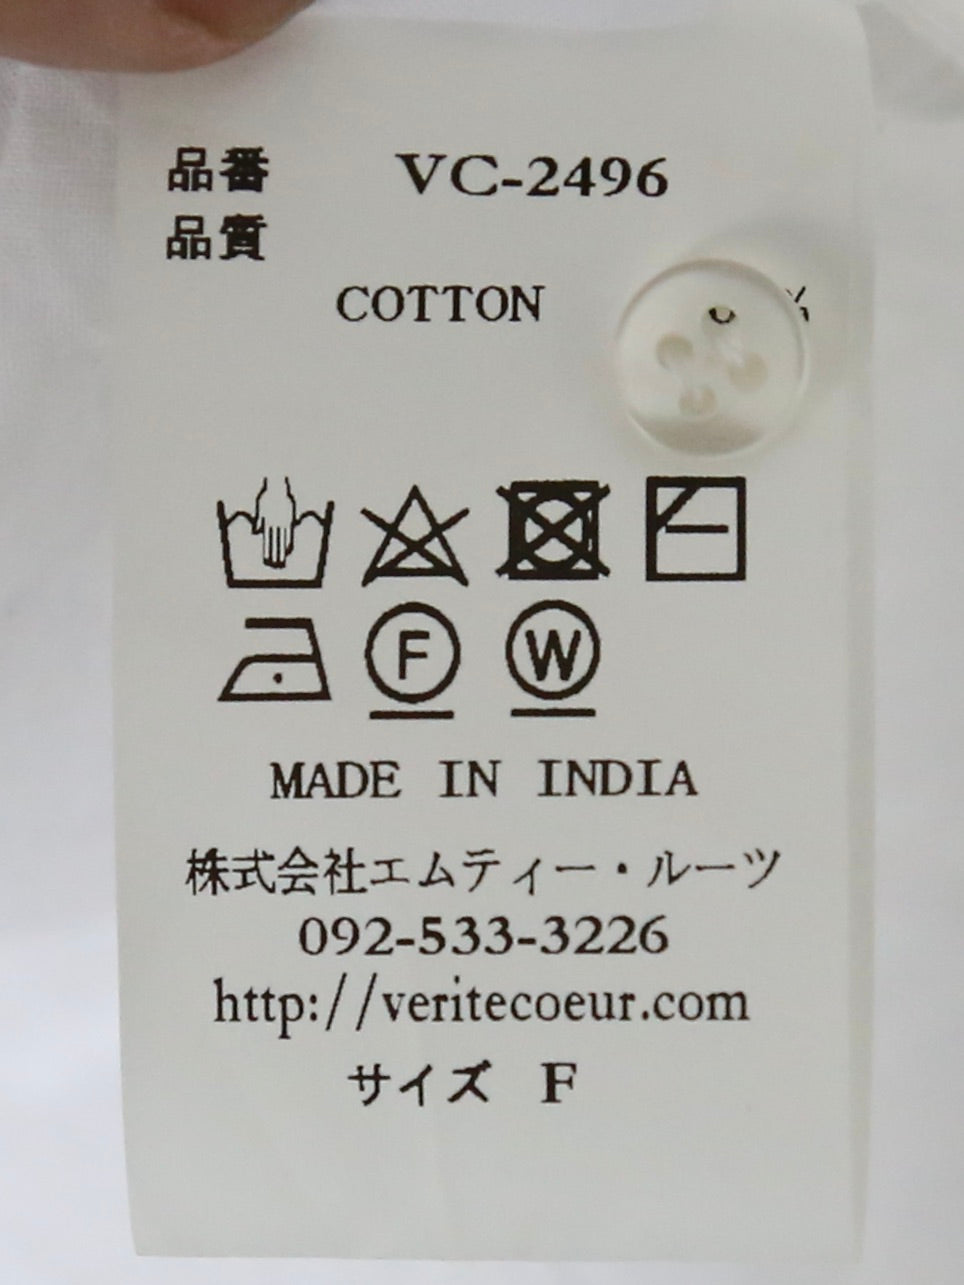 品番 VC-2496
品質
COTTON %
F W
MADE IN INDIA
株式会社エムティー・ルーツ
092-533-3226
http://veritecoeur.com
サイズ F